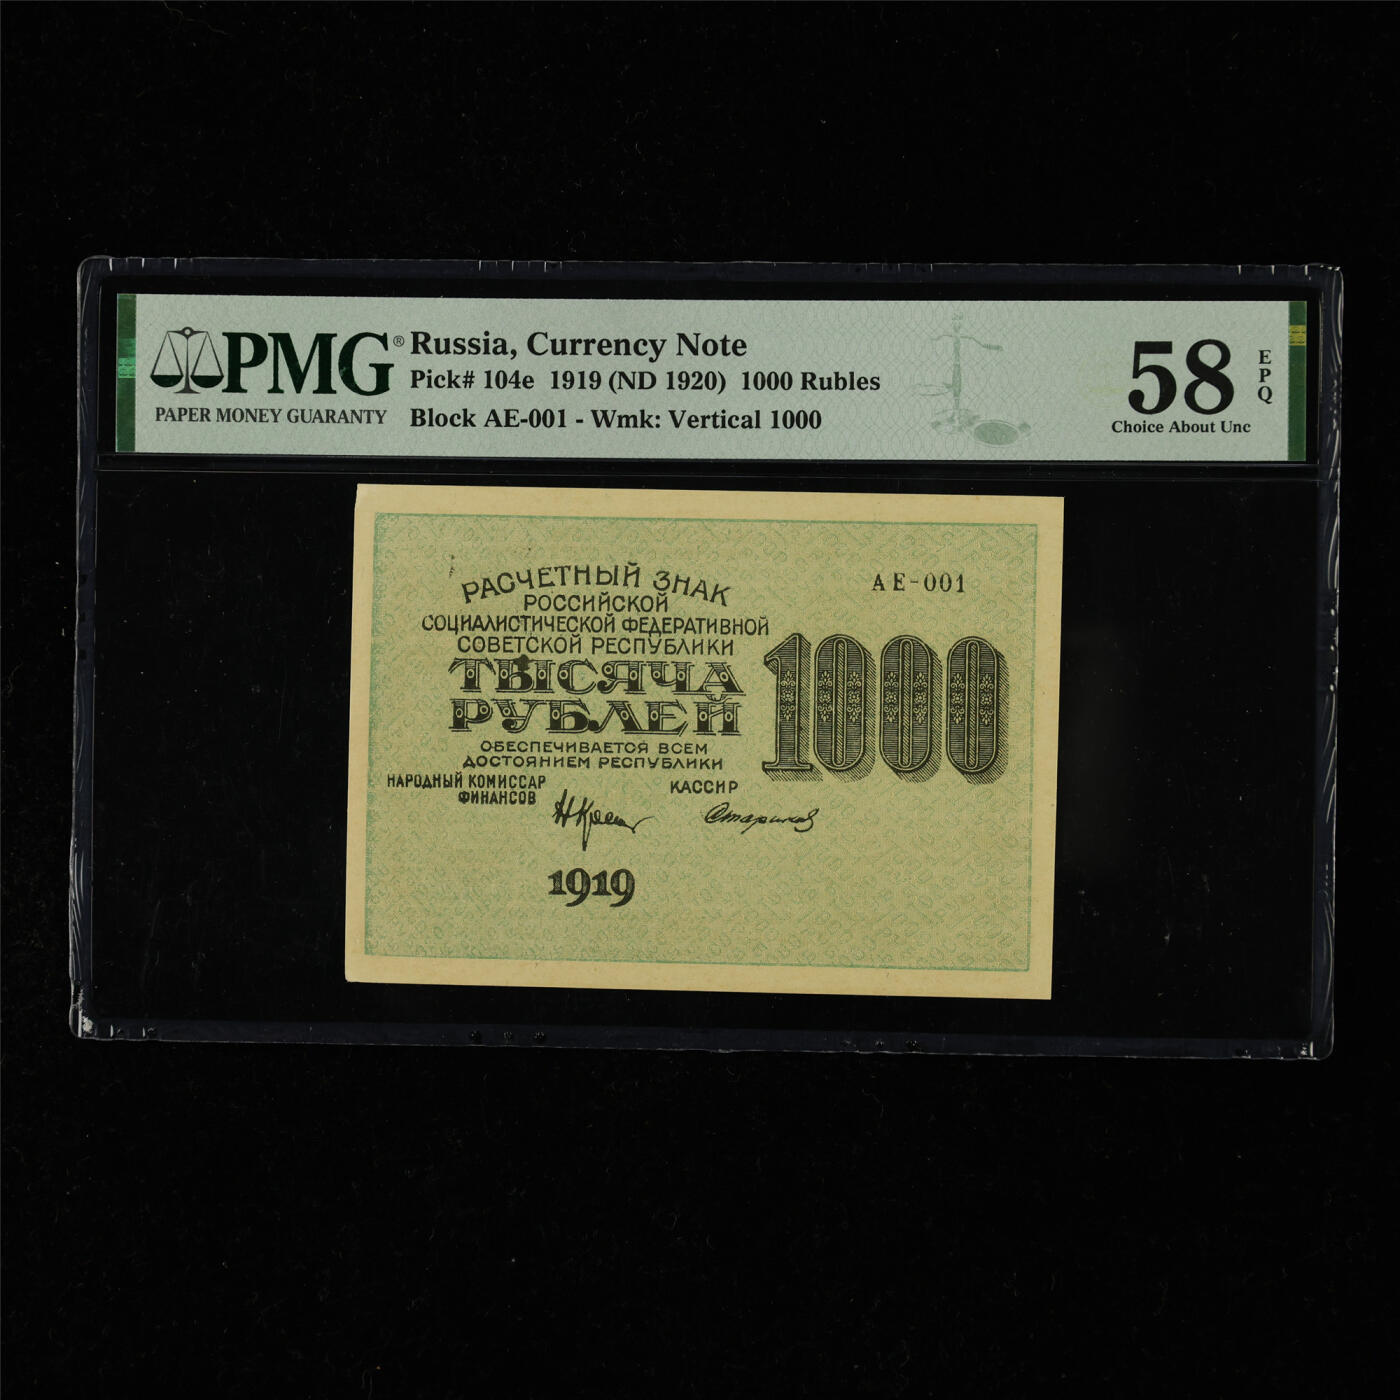 PMG®
PAPER MONEY GUARANTY
Russia, Currency Note
Pick# 104e 1919 (ND 1920) 1000 Rubles
Block AE-001 - Wmk: Vertical 1000
58
EPQ
Choice About Unc
РАСЧЕТНЫЙ ЗНАК
РОССИЙСКОЙ
СОЦИАЛИСТИЧЕСКОЙ ФЕДЕРАТИВНОЙ
СОВЕТСКОЙ РЕСПУБЛИКИ
ТЫСЯЧА
РУБЛЕЙ
ОБЕСПЕЧИВАЕТСЯ ВСЕМ
ДОСТОЯНИЕМ РЕСПУБЛИКИ
НАРОДНЫЙ КОМИССАР
ФИНАНСОВ
КАССИР
1919
АЕ-001
1000